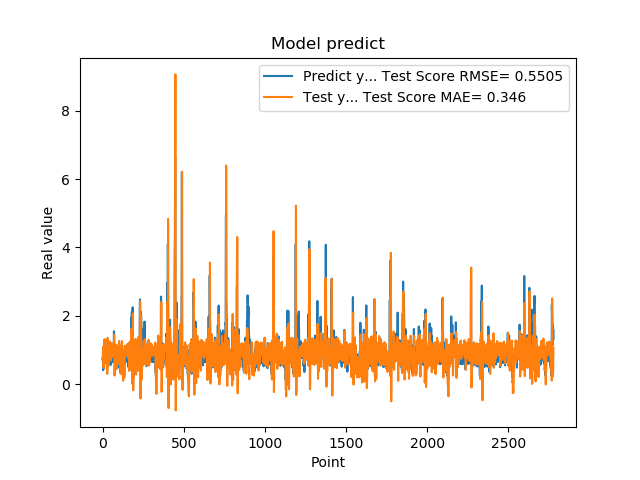 Model predict
Predict y... Test Score RMSE= 0.5505
Test y... Test Score MAE= 0.346
Real value
8
6
4
2
0
0 500 1000 1500 2000 2500
Point